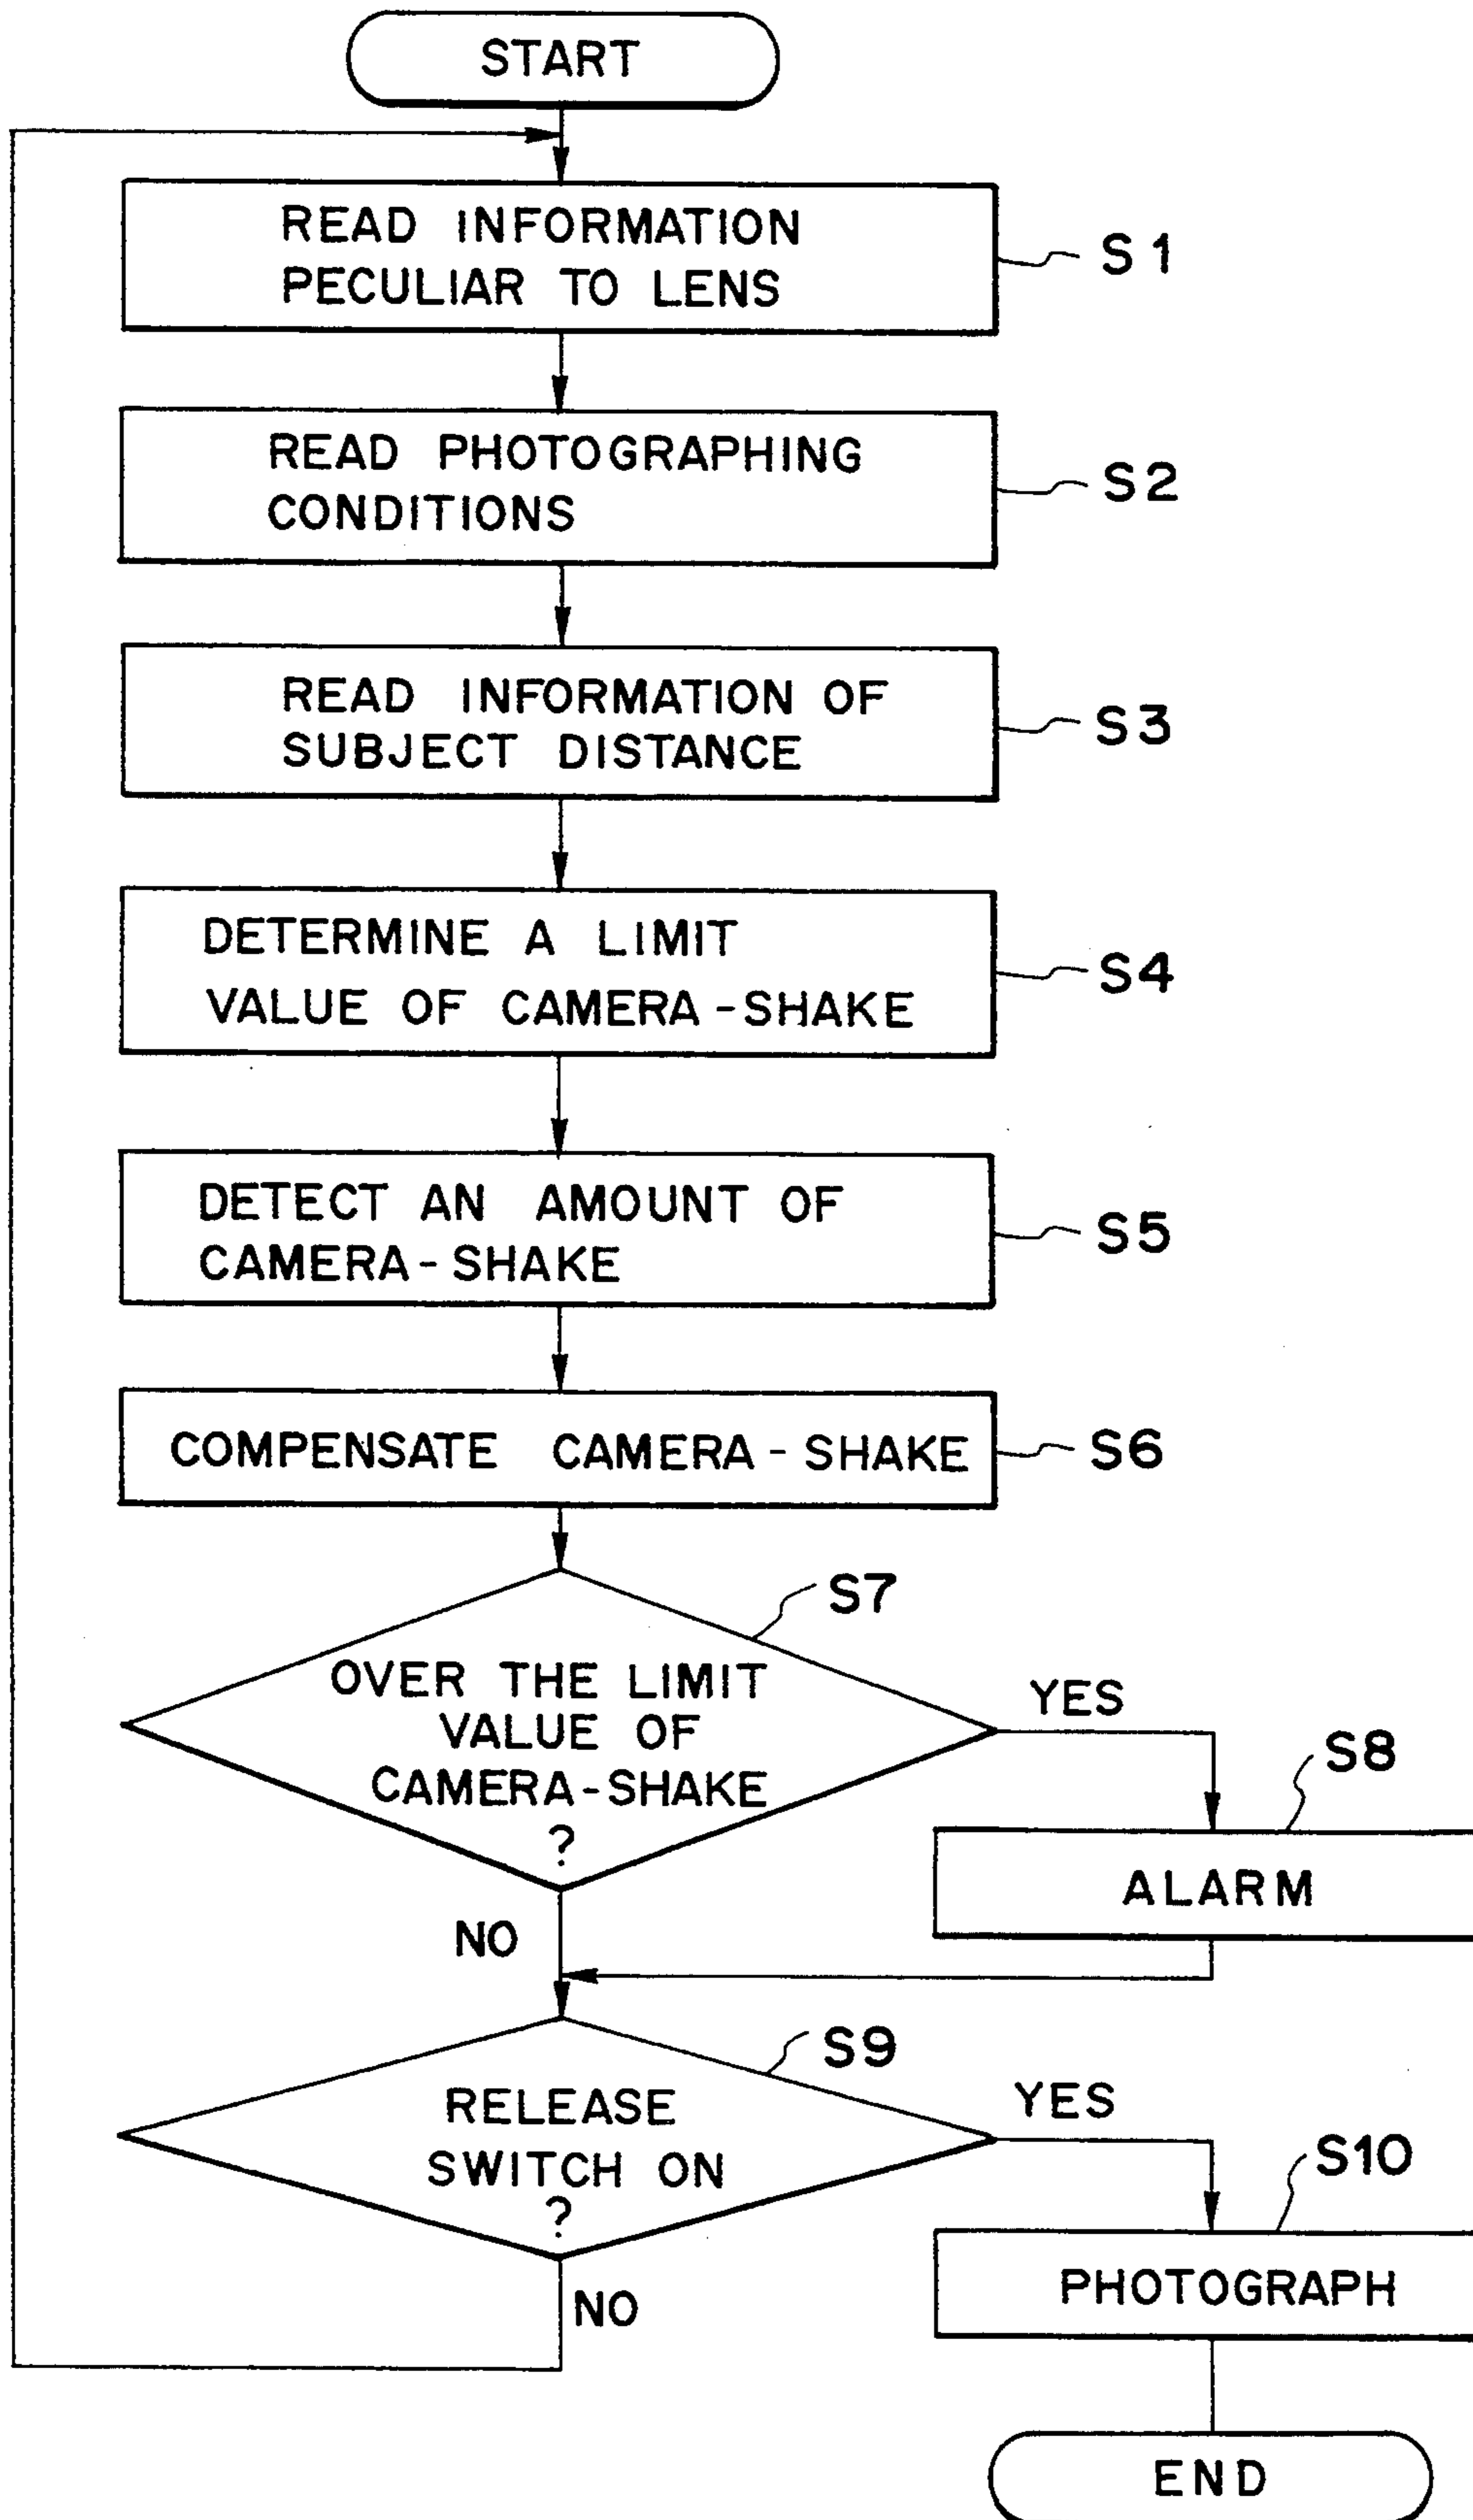 START
READ INFORMATION
PECULIAR TO LENS
S1
READ PHOTOGRAPHING
CONDITIONS
S2
READ INFORMATION OF
SUBJECT DISTANCE
S3
DETERMINE A LIMIT
VALUE OF CAMERA-SHAKE
S4
DETECT AN AMOUNT OF
CAMERA-SHAKE
S5
COMPENSATE CAMERA-SHAKE
S6
S7
OVER THE LIMIT
VALUE OF
CAMERA-SHAKE
?
YES
S8
ALARM
NO
S9
RELEASE
SWITCH ON
?
YES
S10
PHOTOGRAPH
NO
END